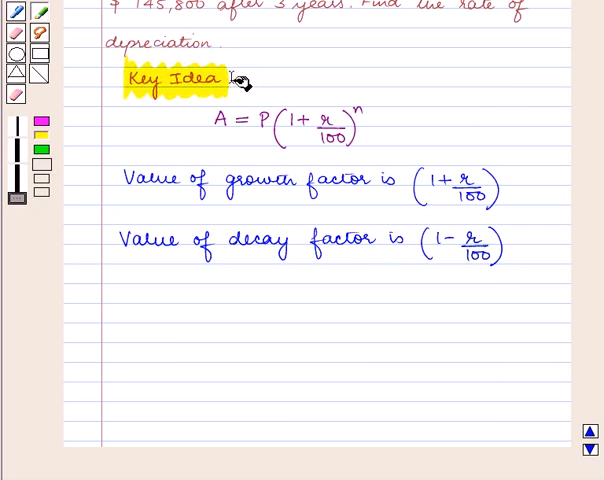 $ 145,800 after 3 years. Find the rate of
depreciation.
Key Idea
A = P(1 + r/100)^n
Value of growth factor is (1 + r/100)
Value of decay factor is (1 - r/100)